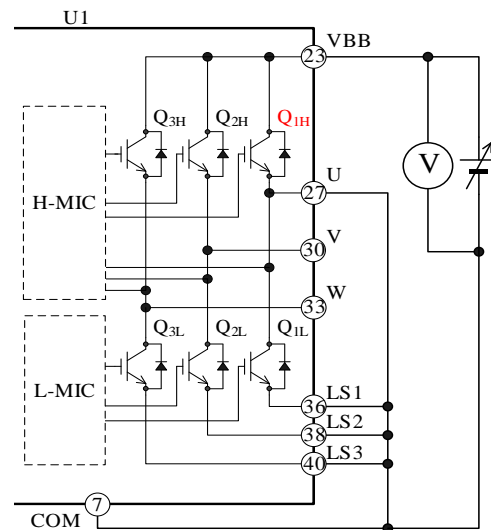 U1
VBB
23
Q3H
Q2H
Q1H
V
H-MIC
U
27
V
30
W
33
Q3L
Q2L
Q1L
L-MIC
LS1
36
LS2
38
LS3
40
7
COM